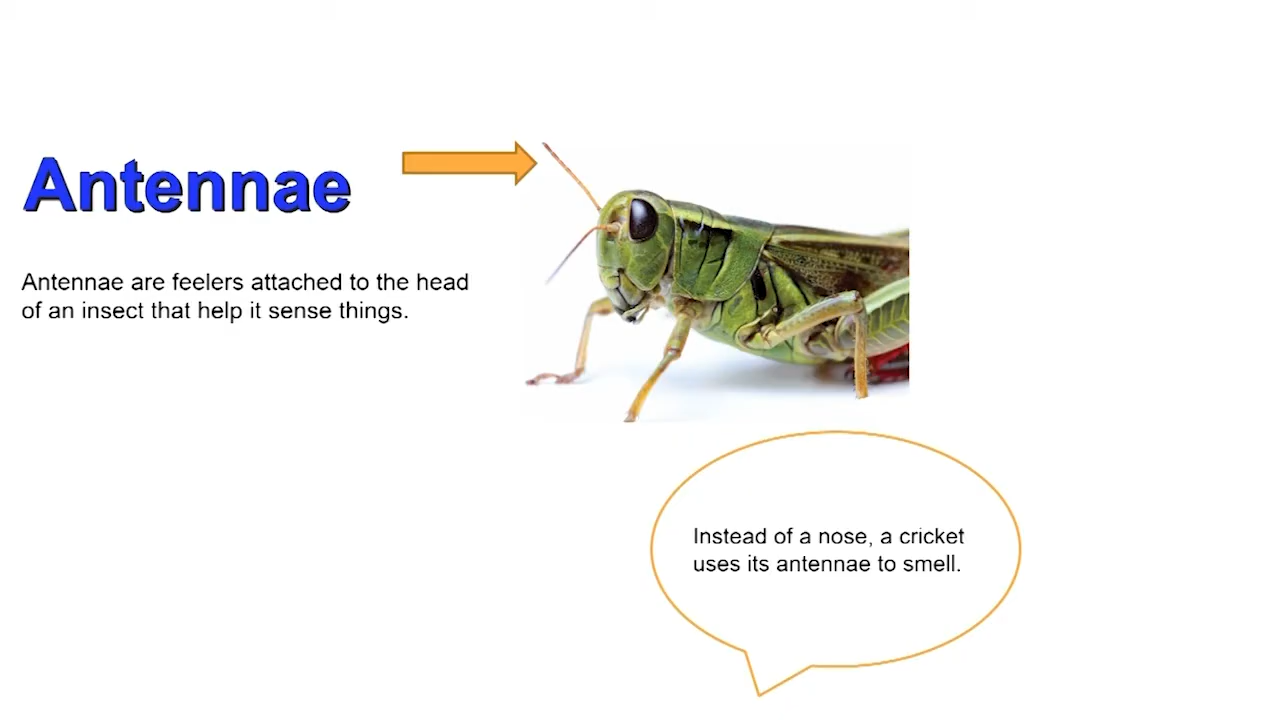 Antennae
Antennae are feelers attached to the head
of an insect that help it sense things.
Instead of a nose, a cricket
uses its antennae to smell.